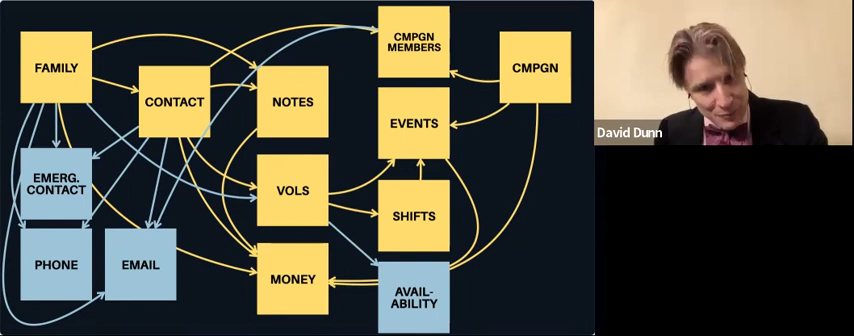 FAMILY
CONTACT
NOTES
CMPGN
MEMBERS
CMPGN
EVENTS
EMERG.
CONTACT
VOLS
SHIFTS
PHONE
EMAIL
MONEY
AVAIL-
ABILITY
David Dunn